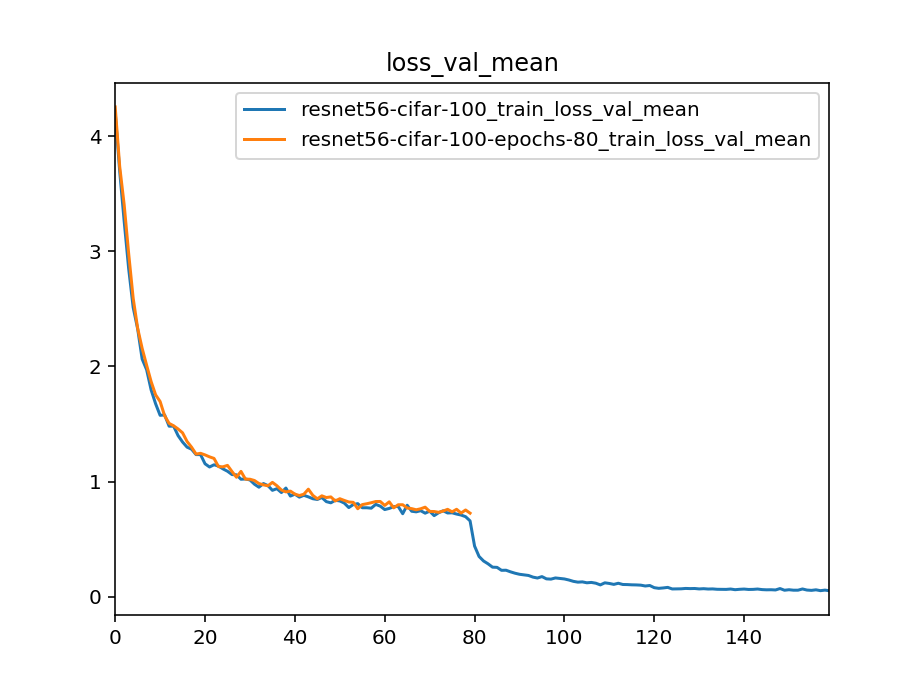 loss_val_mean
resnet56-cifar-100_train_loss_val_mean
resnet56-cifar-100-epochs-80_train_loss_val_mean
4
3
2
1
0
0 20 40 60 80 100 120 140